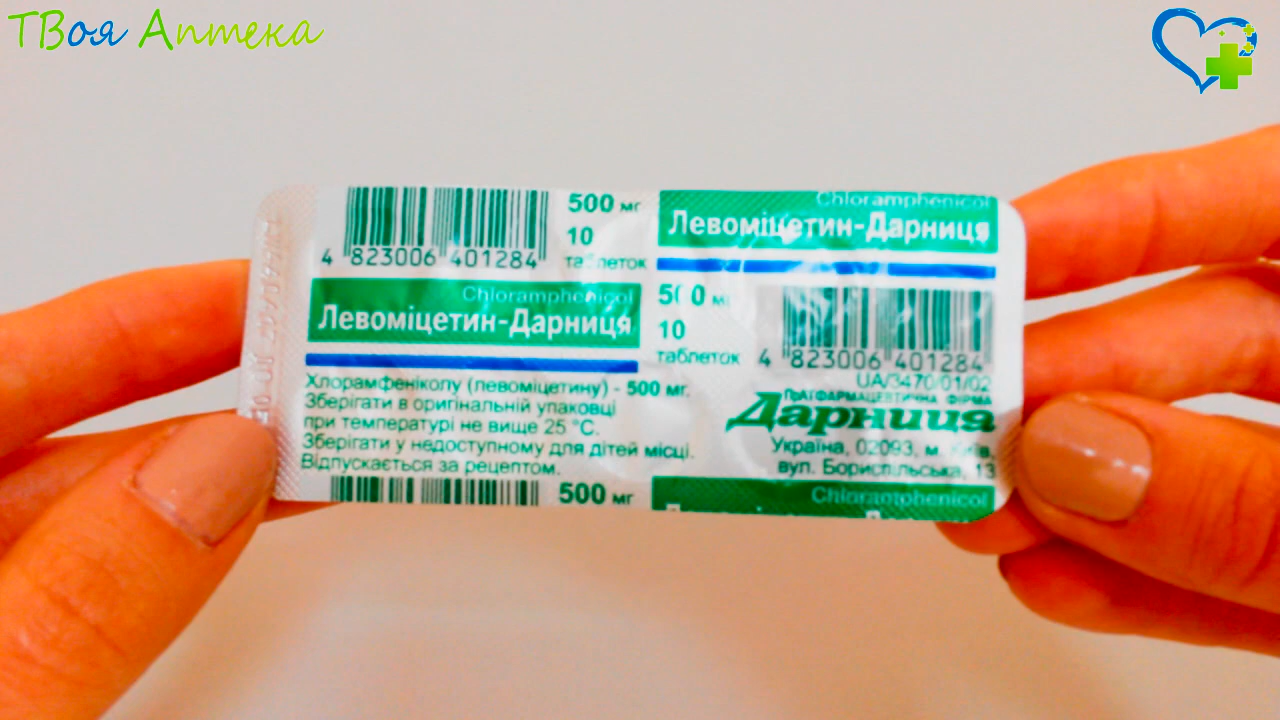 ТВоя Аптека
4 823006 401284
500 мг
10
таблеток
Chloramphenicol
Левоміцетин-Дарниця
Хлорамфеніколу (левоміцетину) - 500 мг.
Зберігати в оригінальній упаковці
при температурі не вище 25 °С.
Зберігати у недоступному для дітей місці.
Відпускається за рецептом.
500 мг
Chloramphenicol
Левоміцетин-Дарниця
500 мг
10
таблеток
4 823006 401284
UA/3470/01/02
ФАРМАЦЕВТИЧНА ФІРМА
Дарниця
Україна, 02093, м. Київ,
вул. Бориспільська, 13
Chloramphenicol